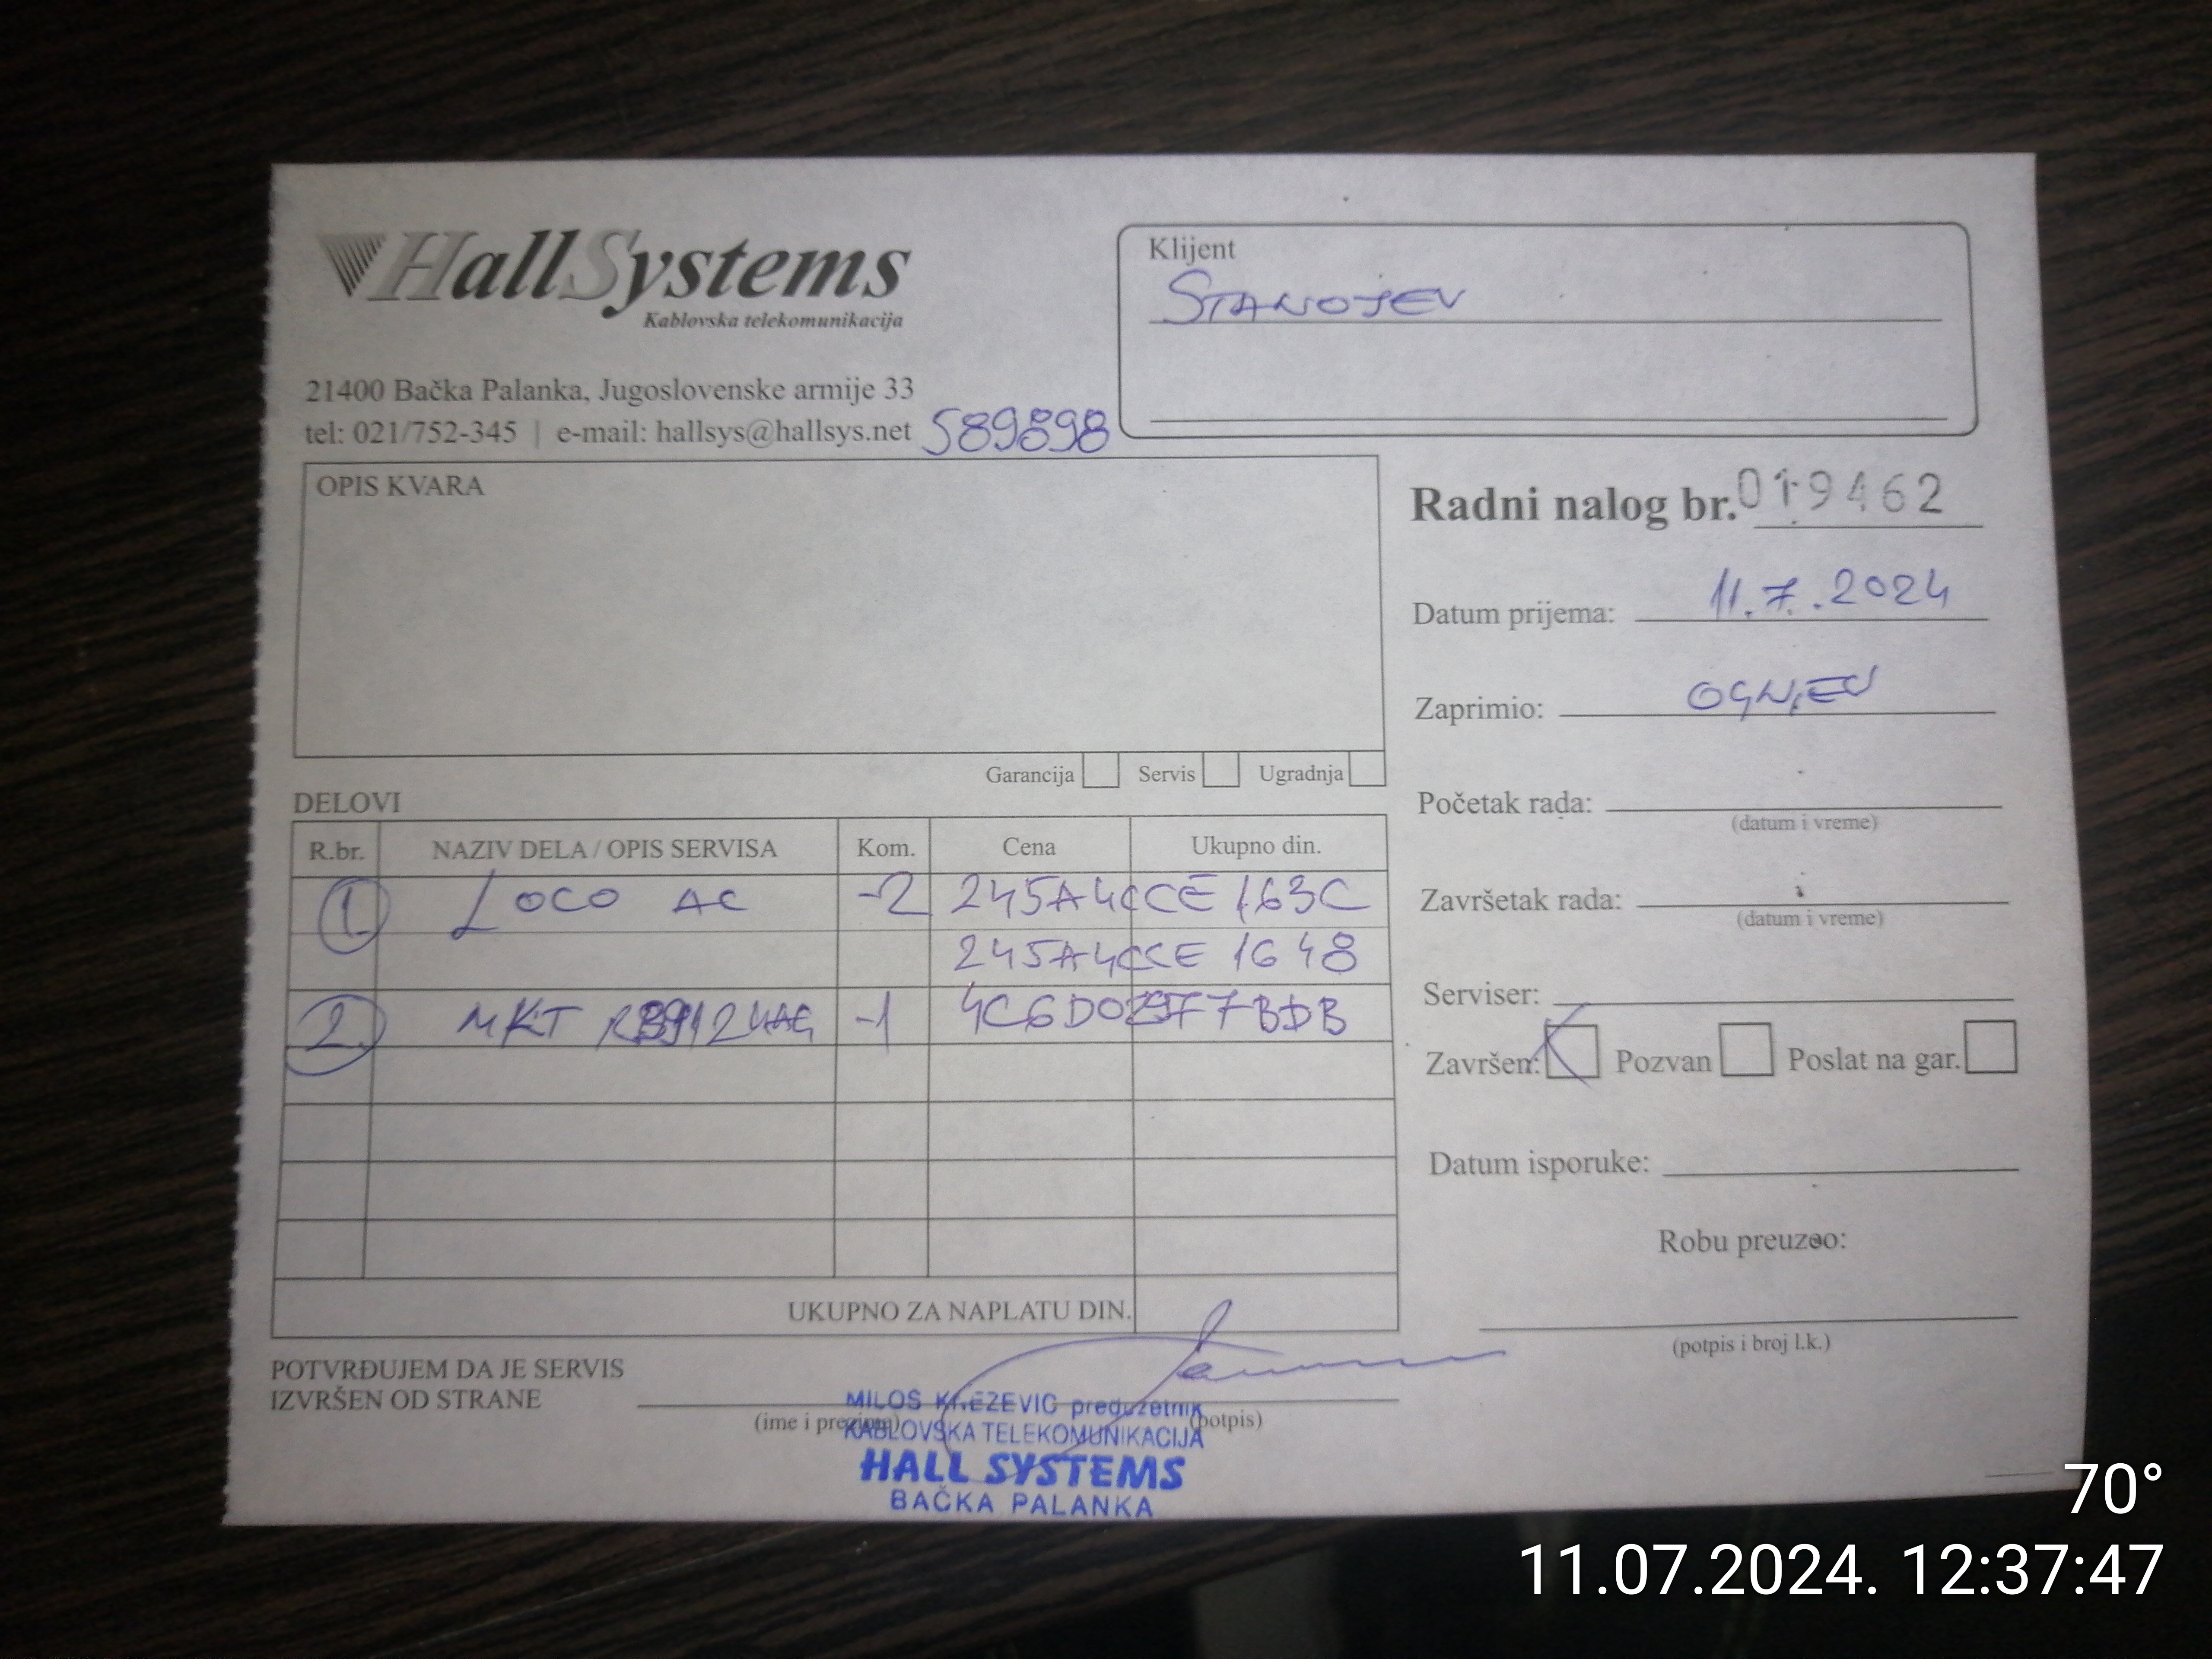 HallSystems
Kablovska telekomunikacija
21400 Bačka Palanka, Jugoslovenske armije 33
tel: 021/752-345 | e-mail: hallsys@hallsys.net
589898
Klijent
STANOJEV
OPIS KVARA
Garancija Servis Ugradnja
Radni nalog br. 019462
Datum prijema: 11.7.2024
Zaprimio: OGNJEV
Početak rada:
(datum i vreme)
Završetak rada:
(datum i vreme)
Serviser:
Završen: Pozvan Poslat na gar.
Datum isporuke:
Robu preuzeo:
(potpis i broj l.k.)
DELOVI
R.br. NAZIV DELA / OPIS SERVISA Kom. Cena Ukupno din.
1. LOCO AC -2 245A4CCE163C
245A4CCE1648
2. MKT -1
UKUPNO ZA NAPLATU DIN.
POTVRĐUJEM DA JE SERVIS
IZVRŠEN OD STRANE
(ime i prezime) (potpis)
MILOŠ KNEŽEVIĆ preduzetnik
KABLOVSKA TELEKOMUNIKACIJA
HALL SYSTEMS
BAČKA PALANKA
70°
11.07.2024. 12:37:47